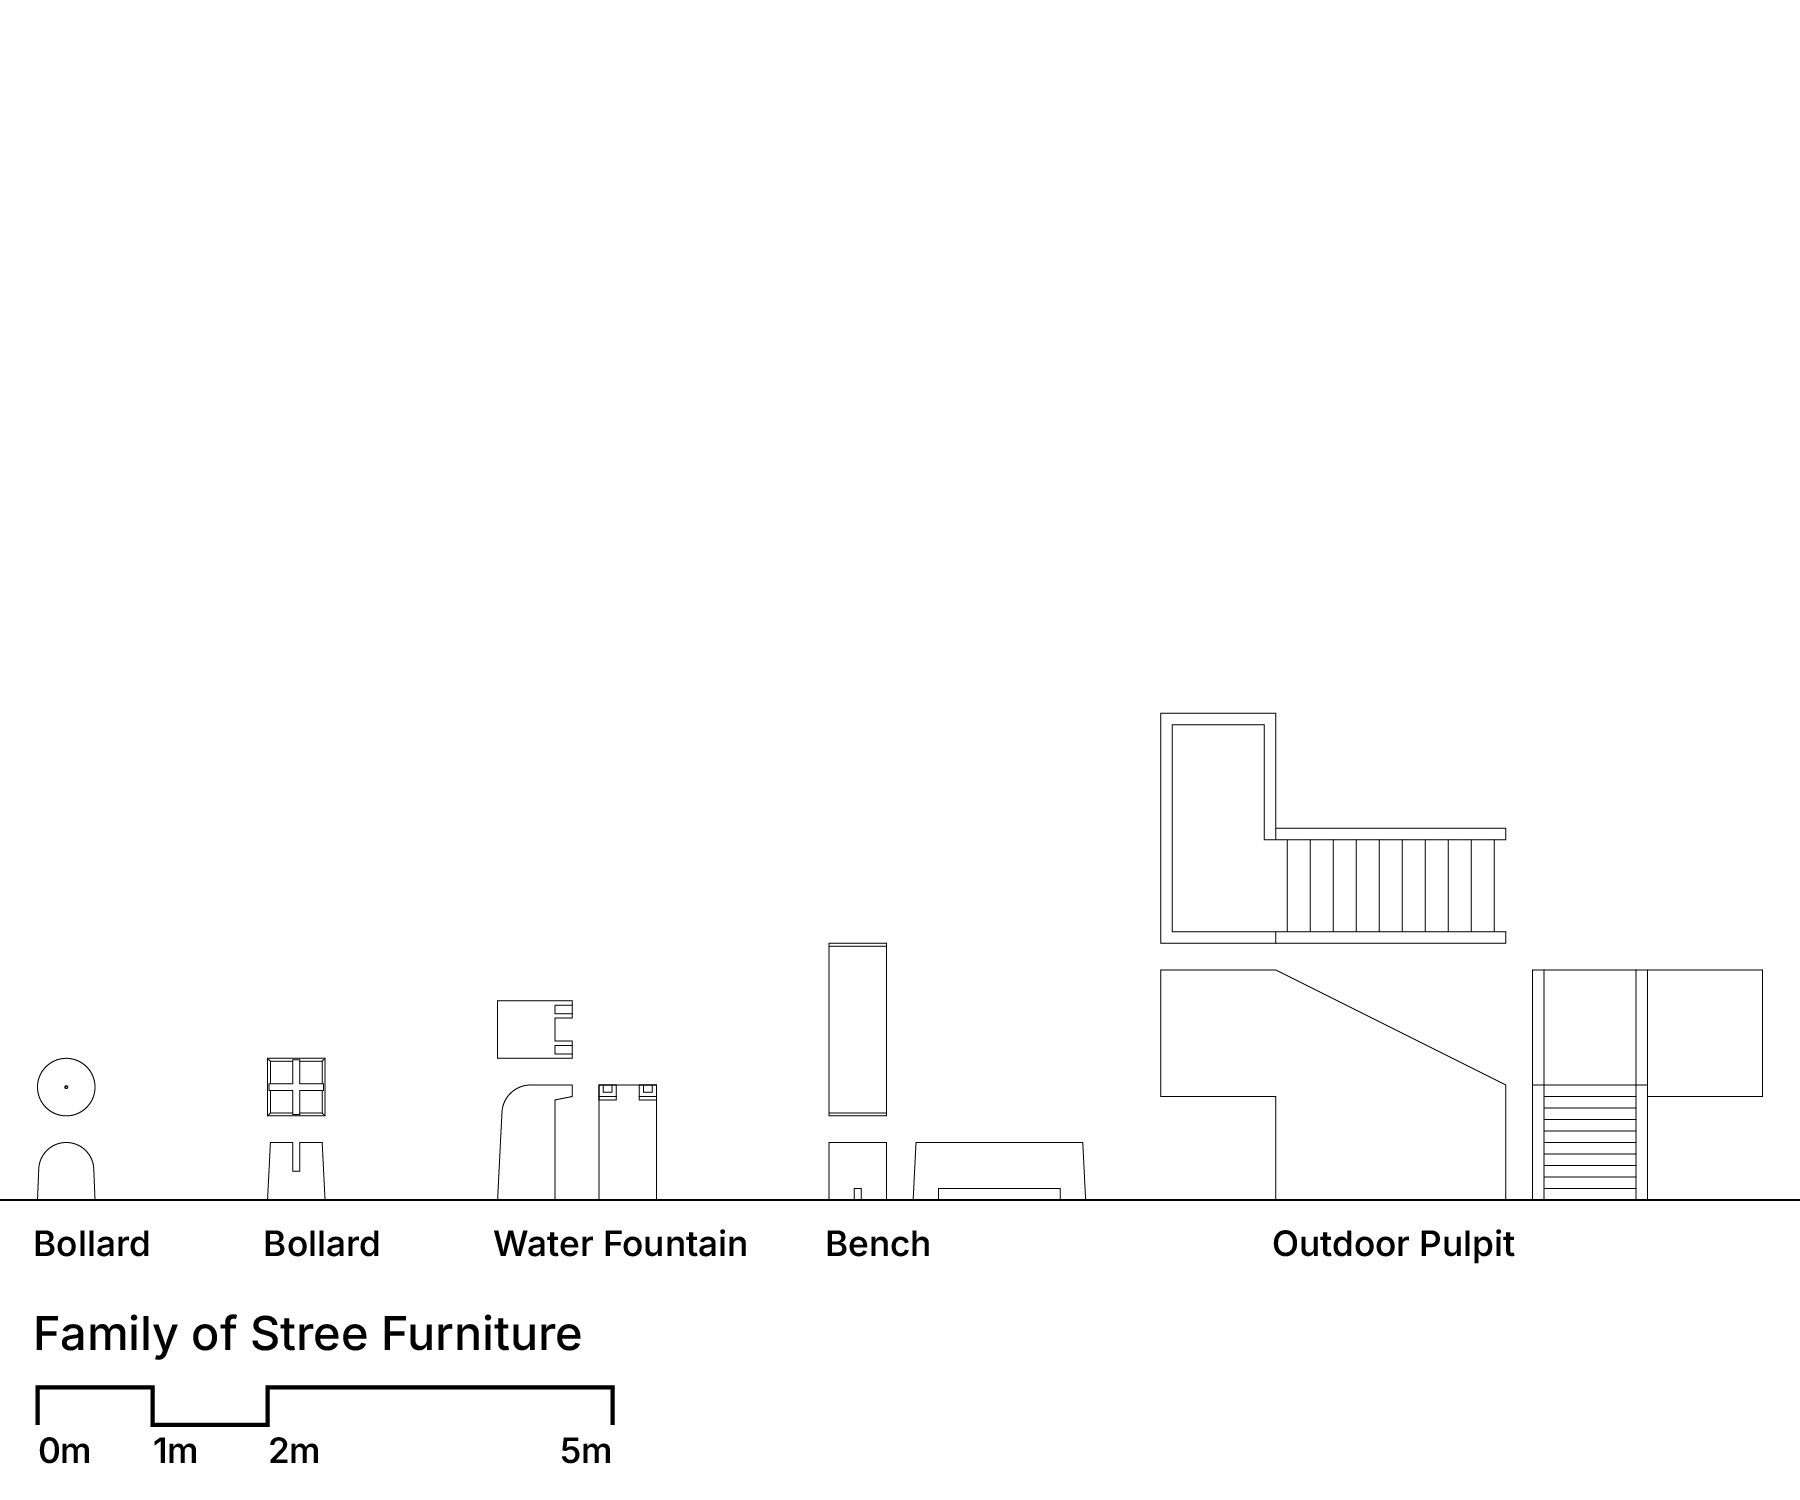 Bollard
Bollard
Water Fountain
Bench
Outdoor Pulpit
Family of Stree Furniture
0m 1m 2m 5m